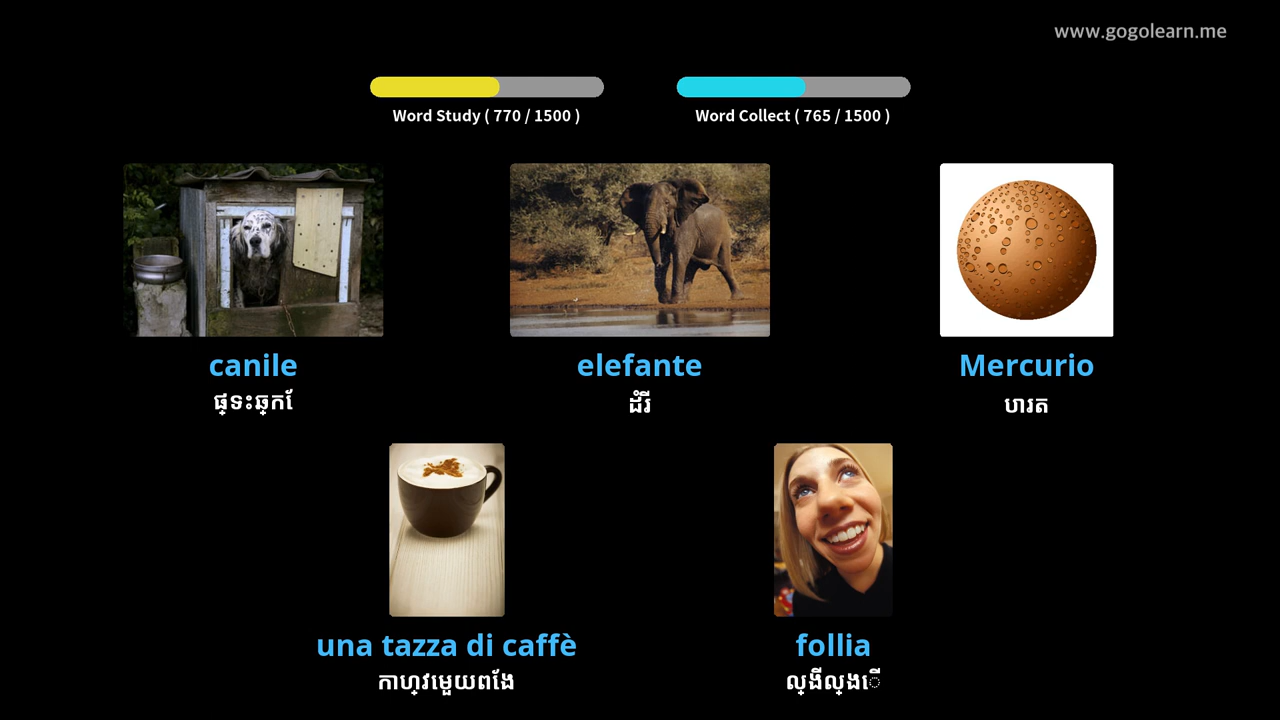 www.gogolearn.me
Word Study ( 770 / 1500 )
Word Collect ( 765 / 1500 )
canile
ផ្ទះឆ្កែ
elefante
ដំរី
Mercurio
បារត
una tazza di caffè
កាហ្វេមួយពែង
follia
ល្ងីល្ងើ